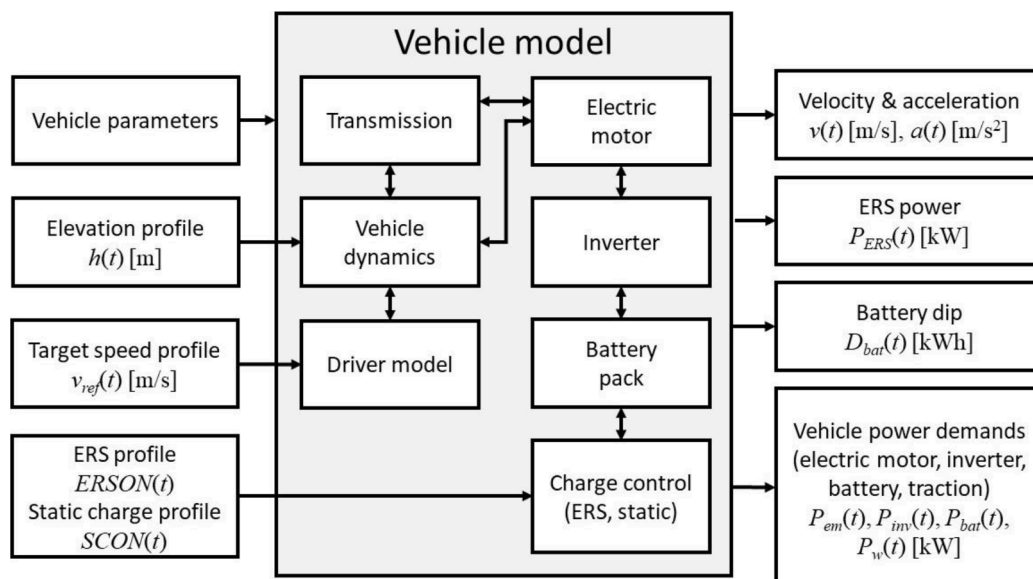 Vehicle model
Vehicle parameters
Elevation profile
h(t) [m]
Target speed profile
v_ref(t) [m/s]
ERS profile
ERSON(t)
Static charge profile
SCON(t)
Transmission
Vehicle
dynamics
Driver model
Electric
motor
Inverter
Battery
pack
Charge control
(ERS, static)
Velocity & acceleration
v(t) [m/s], a(t) [m/s²]
ERS power
P_ERS(t) [kW]
Battery dip
D_bat(t) [kWh]
Vehicle power demands
(electric motor, inverter,
battery, traction)
P_em(t), P_inv(t), P_bat(t),
P_w(t) [kW]